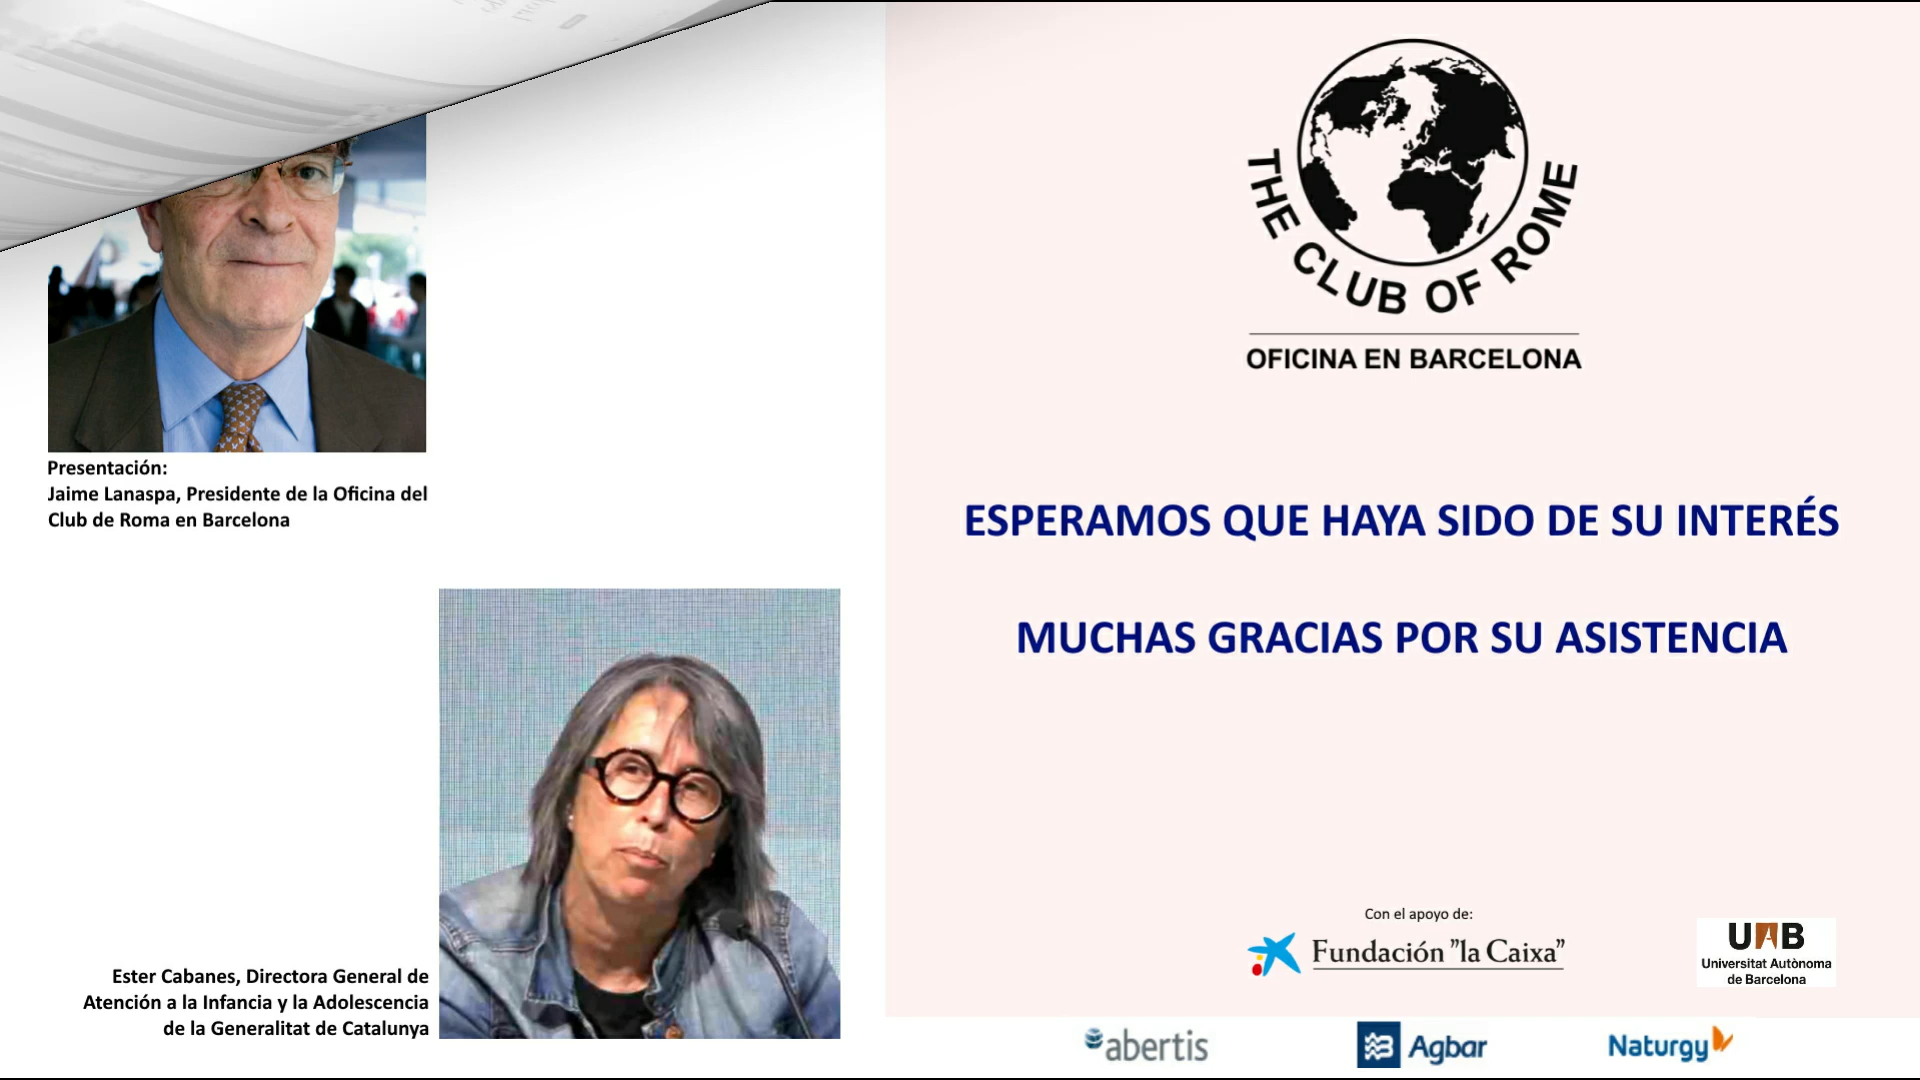 Presentación:
Jaime Lanaspa, Presidente de la Oficina del
Club de Roma en Barcelona
Ester Cabanes, Directora General de
Atención a la Infancia y la Adolescencia
de la Generalitat de Catalunya
THE CLUB OF ROME
OFICINA EN BARCELONA
ESPERAMOS QUE HAYA SIDO DE SU INTERÉS
MUCHAS GRACIAS POR SU ASISTENCIA
Con el apoyo de:
Fundación "la Caixa"
UAB
Universitat Autònoma
de Barcelona
abertis
Agbar
Naturgy